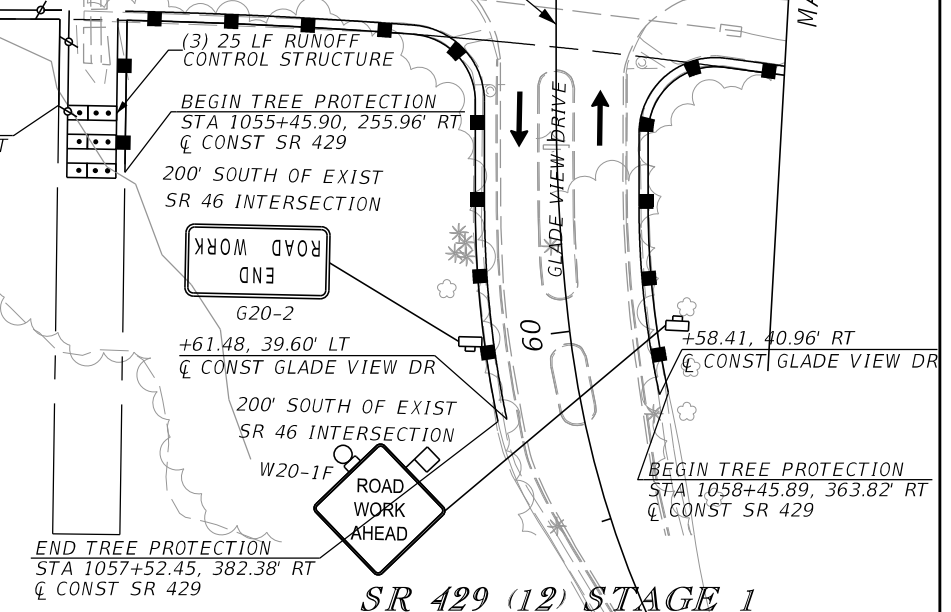 (3) 25 LF RUNOFF
CONTROL STRUCTURE
BEGIN TREE PROTECTION
STA 1055+45.90, 255.96' RT
℄ CONST SR 429
200' SOUTH OF EXIST
SR 46 INTERSECTION
END
ROAD WORK
G20-2
+61.48, 39.60' LT
℄ CONST GLADE VIEW DR
200' SOUTH OF EXIST
SR 46 INTERSECTION
W20-1F
ROAD
WORK
AHEAD
END TREE PROTECTION
STA 1057+52.45, 382.38' RT
℄ CONST SR 429
GLADE VIEW DRIVE
60
+58.41, 40.96' RT
℄ CONST GLADE VIEW DR
BEGIN TREE PROTECTION
STA 1058+45.89, 363.82' RT
℄ CONST SR 429
SR 429 (12) STAGE 1